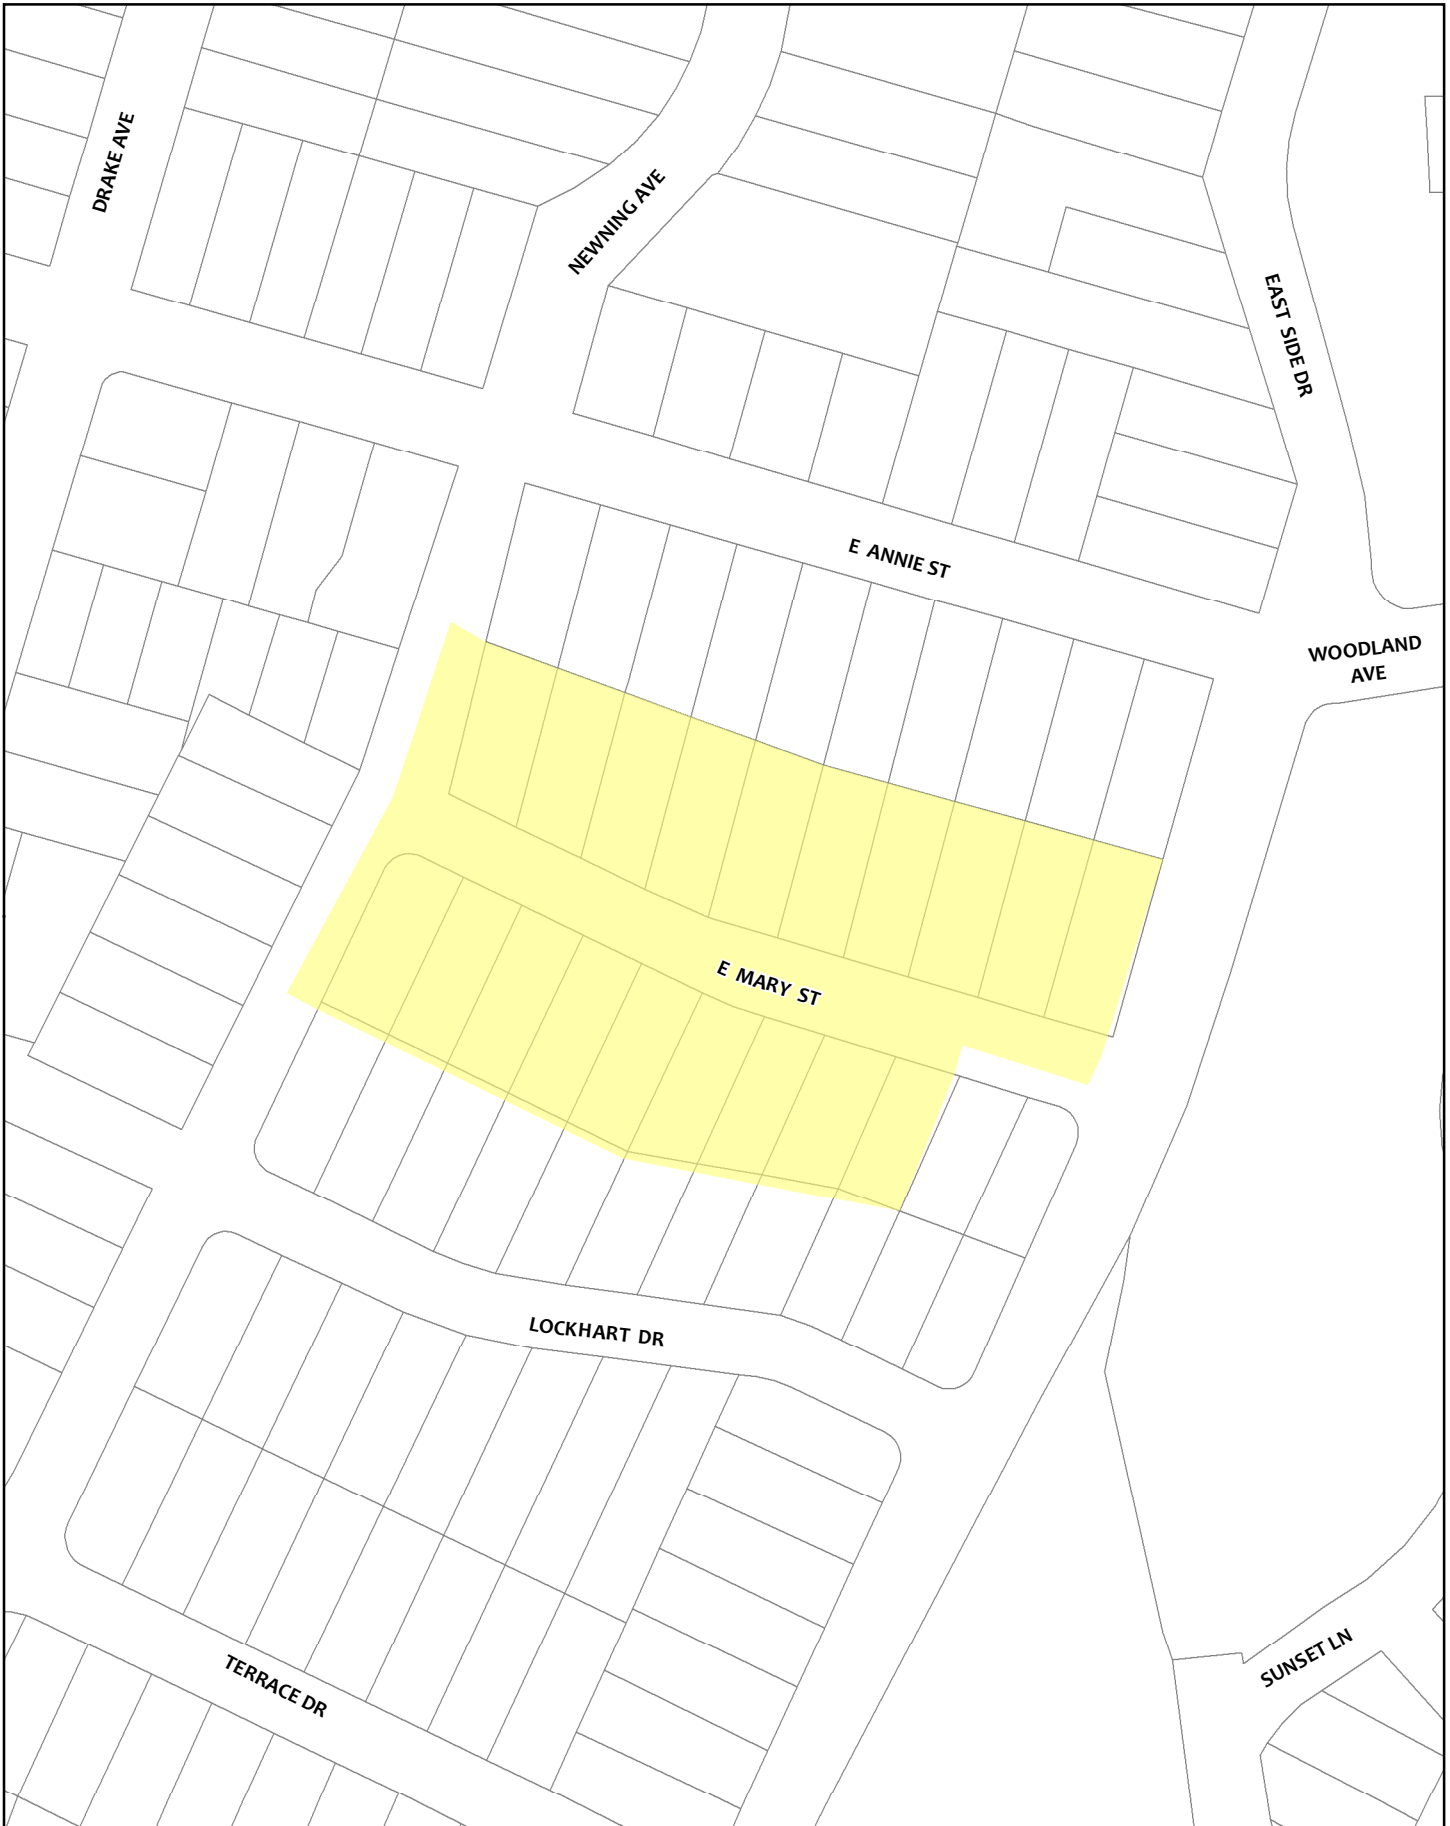 DRAKE AVE
NEWNING AVE
EAST SIDE DR
E ANNIE ST
WOODLAND
AVE
E MARY ST
LOCKHART DR
SUNSET LN
TERRACE DR